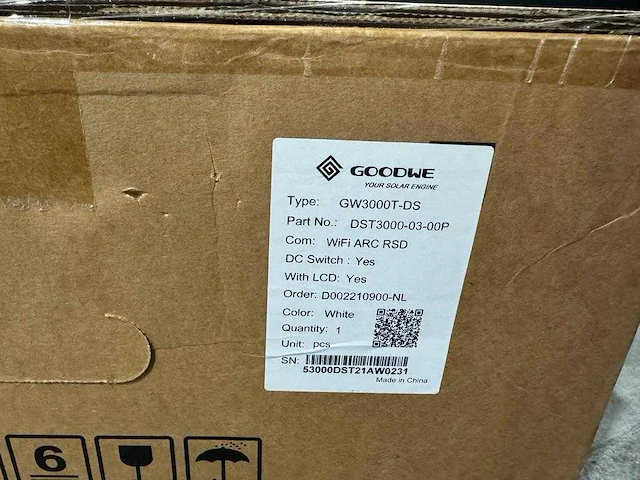 GOODWE
YOUR SOLAR ENGINE
Type: GW3000T-DS
Part No.: DST3000-03-00P
Com: WiFi ARC RSD
DC Switch : Yes
With LCD: Yes
Order: D002210900-NL
Color: White
Quantity: 1
Unit: pcs
SN:
53000DST21AW0231
Made in China
6